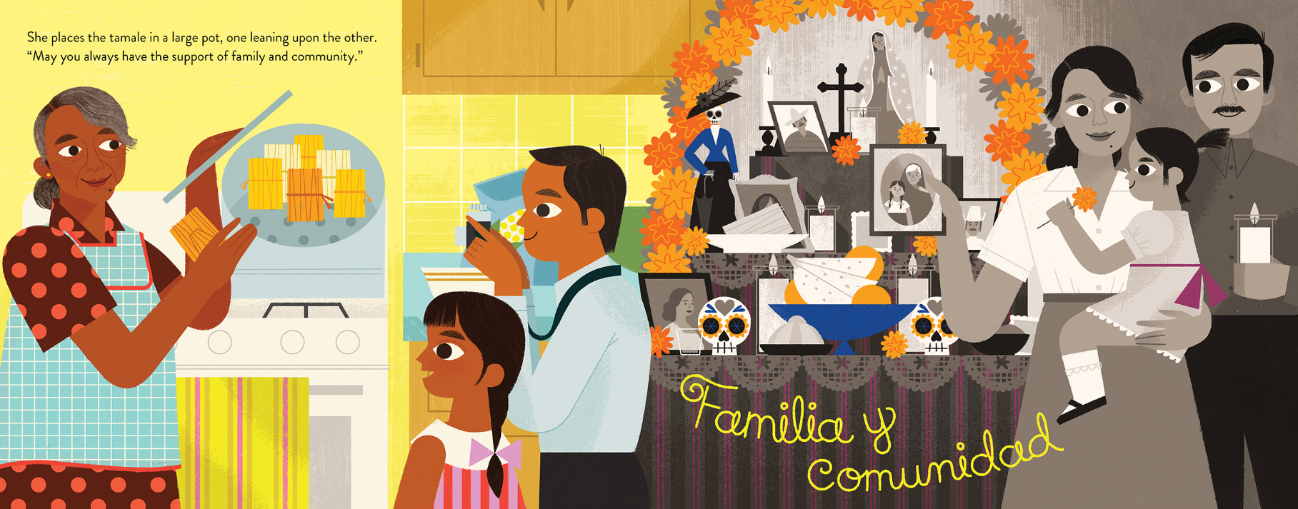 She places the tamale in a large pot, one leaning upon the other.
“May you always have the support of family and community.”
Familia y
Comunidad